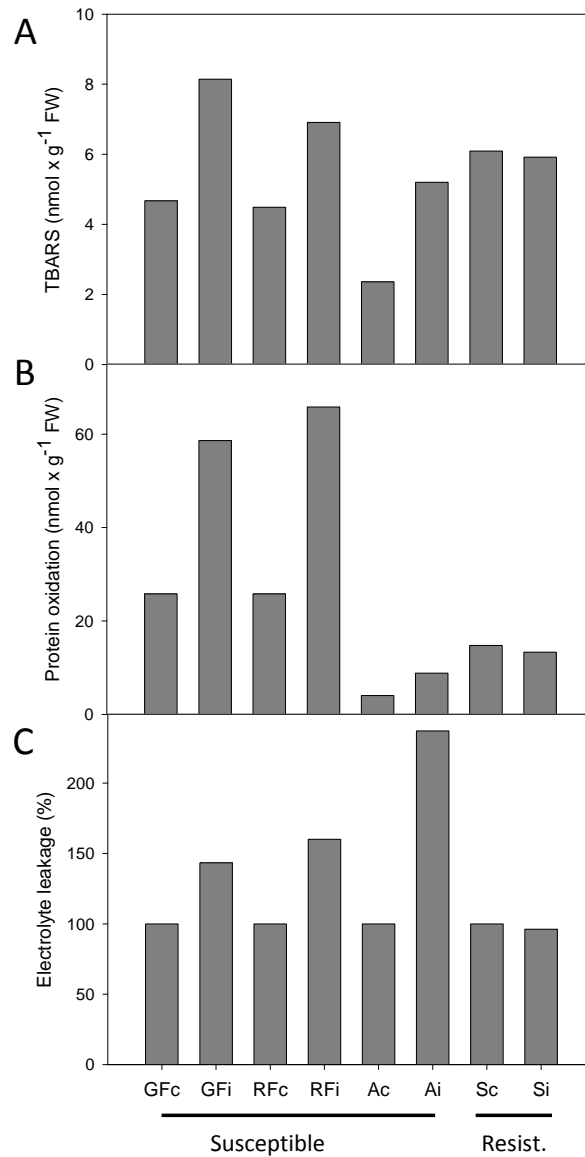 A
TBARS (nmol x g-1 FW)
10
8
6
4
2
0
B
Protein oxidation (nmol x g-1 FW)
60
40
20
0
C
Electrolyte leakage (%)
200
150
100
50
0
GFc GFi RFc RFi Ac Ai Sc Si
Susceptible Resist.